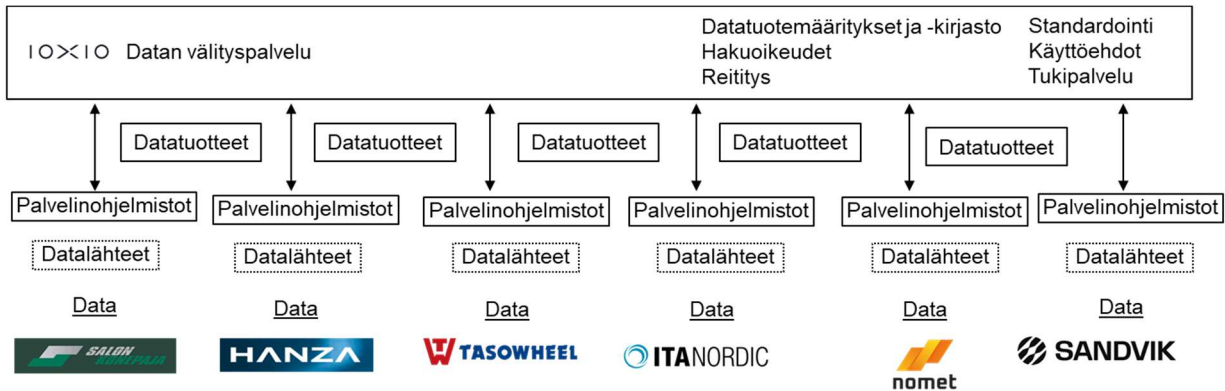 IOXIO Datan välityspalvelu
Datatuotemääritykset ja -kirjasto
Hakuoikeudet
Reititys
Standardointi
Käyttöehdot
Tukipalvelu
Datatuotteet
Datatuotteet
Datatuotteet
Datatuotteet
Datatuotteet
Palvelinohjelmistot
Palvelinohjelmistot
Palvelinohjelmistot
Palvelinohjelmistot
Palvelinohjelmistot
Palvelinohjelmistot
Datalähteet
Datalähteet
Datalähteet
Datalähteet
Datalähteet
Datalähteet
Data
Data
Data
Data
Data
Data
SALON
KONEPAJA
HANZA
TW TASOWHEEL
ITANORDIC
nomet
SANDVIK